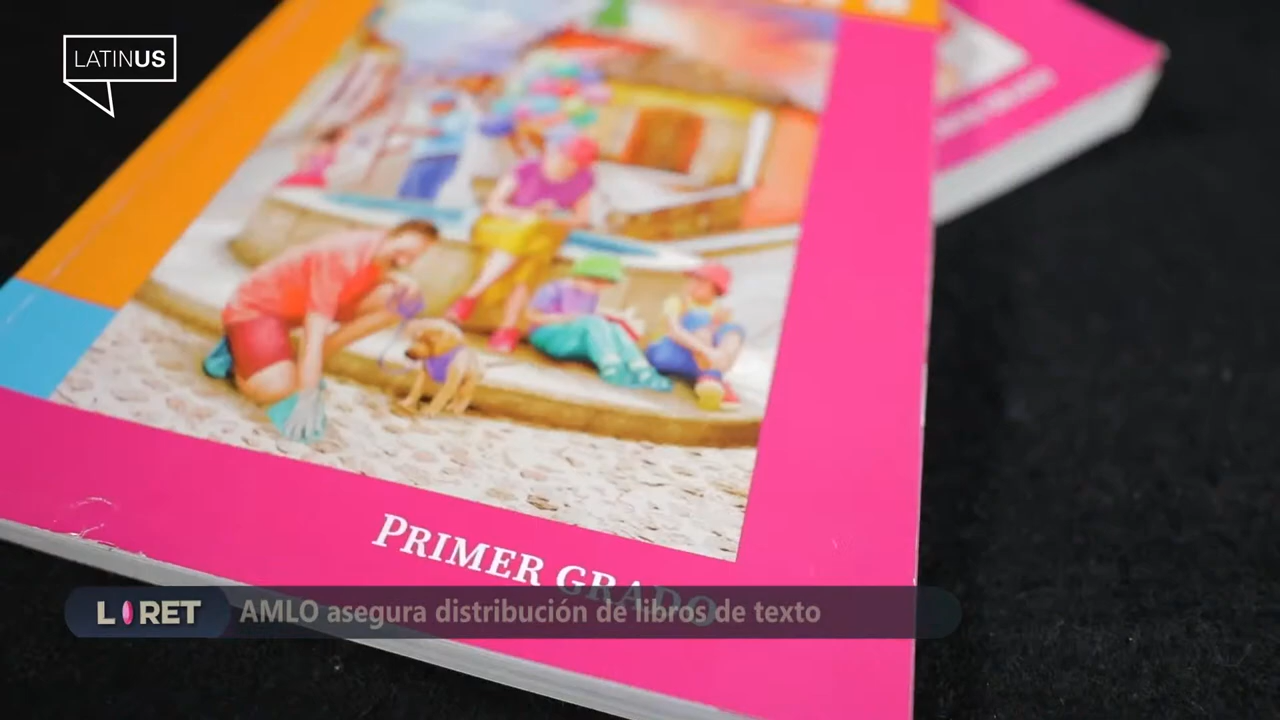 LATINUS
PRIMER GRADO
LORET
AMLO asegura distribución de libros de texto